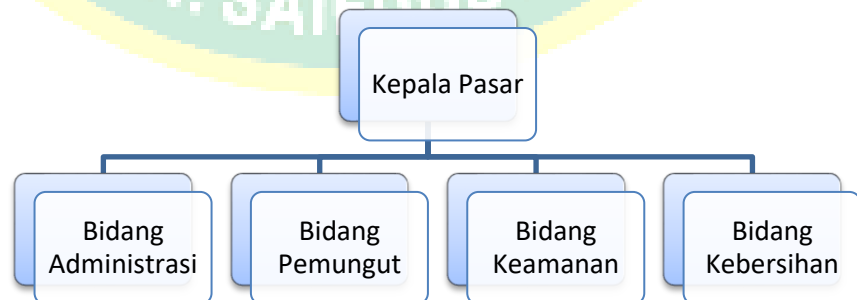 Kepala Pasar
Bidang
Administrasi
Bidang
Pemungut
Bidang
Keamanan
Bidang
Kebersihan